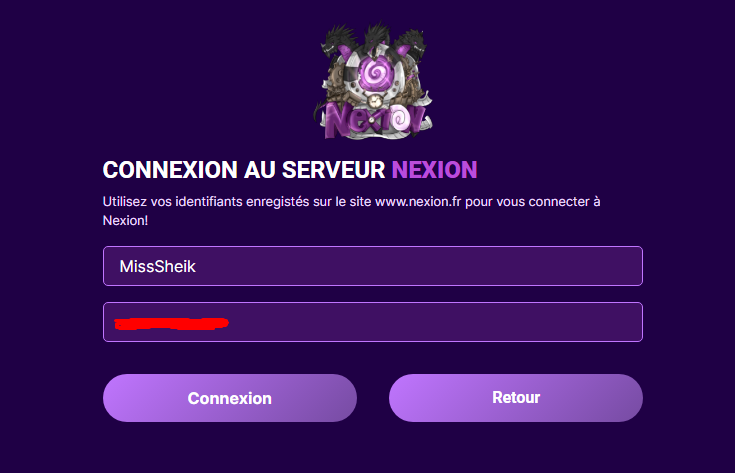 Nexion
CONNEXION AU SERVEUR NEXION
Utilisez vos identifiants enregistés sur le site www.nexion.fr pour vous connecter à
Nexion!
MissSheik
Connexion
Retour